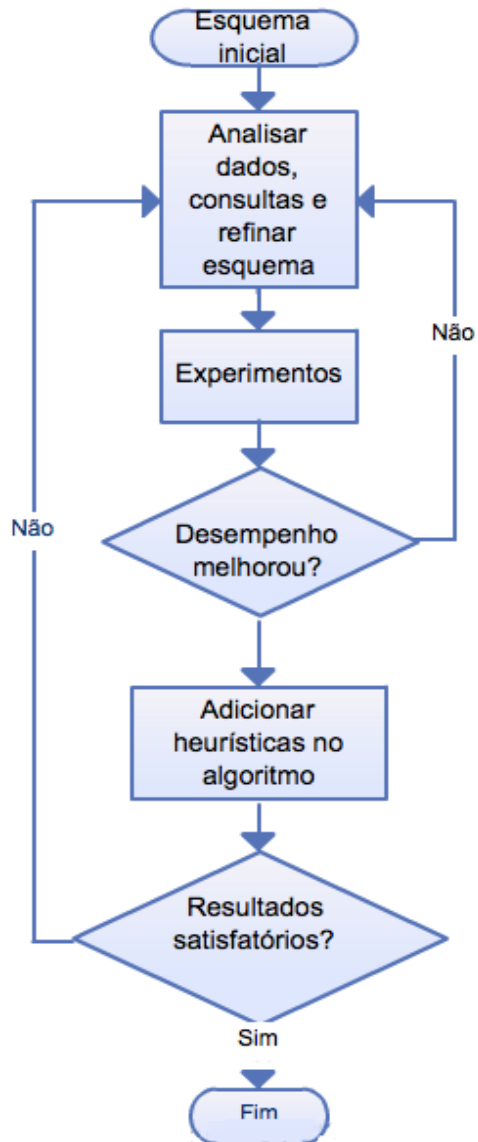 Esquema
inicial
Analisar
dados,
consultas e
refinar
esquema
Não
Experimentos
Não
Desempenho
melhorou?
Adicionar
heurísticas no
algoritmo
Resultados
satisfatórios?
Sim
Fim